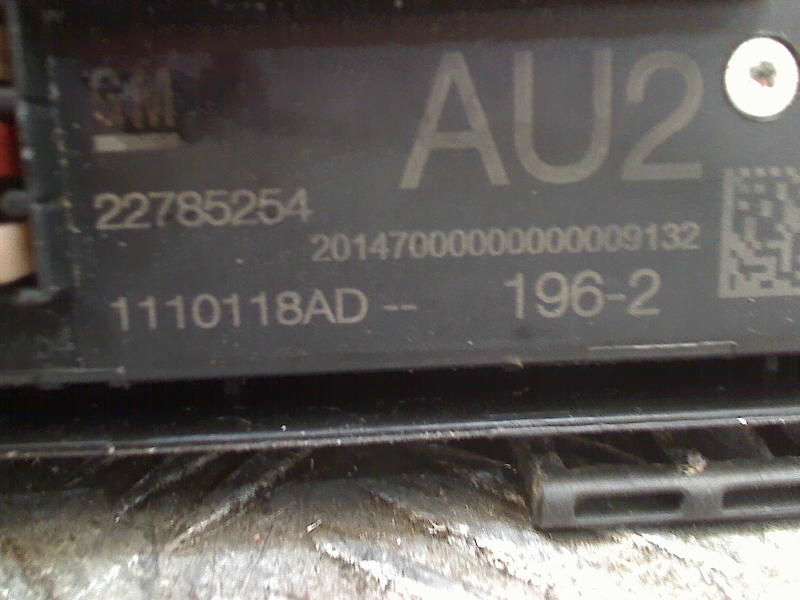 GM
AU2
22785254
20147000000000009132
1110118AD -- 196-2